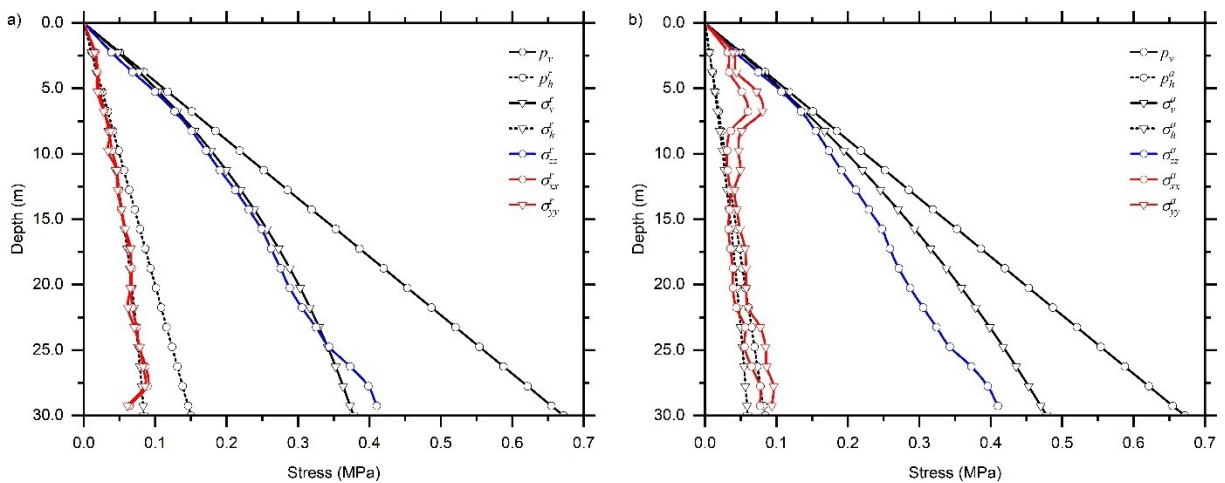 a)
0.0
5.0
10.0
15.0
20.0
25.0
30.0
Depth (m)
0.0 0.1 0.2 0.3 0.4 0.5 0.6 0.7
Stress (MPa)
p_v
p_h^r
σ_v^r
σ_h^r
σ_zz^r
σ_xx^r
σ_yy^r
b)
0.0
5.0
10.0
15.0
20.0
25.0
30.0
Depth (m)
0.0 0.1 0.2 0.3 0.4 0.5 0.6 0.7
Stress (MPa)
p_v
p_h^a
σ_v^a
σ_h^a
σ_zz^a
σ_xx^a
σ_yy^a